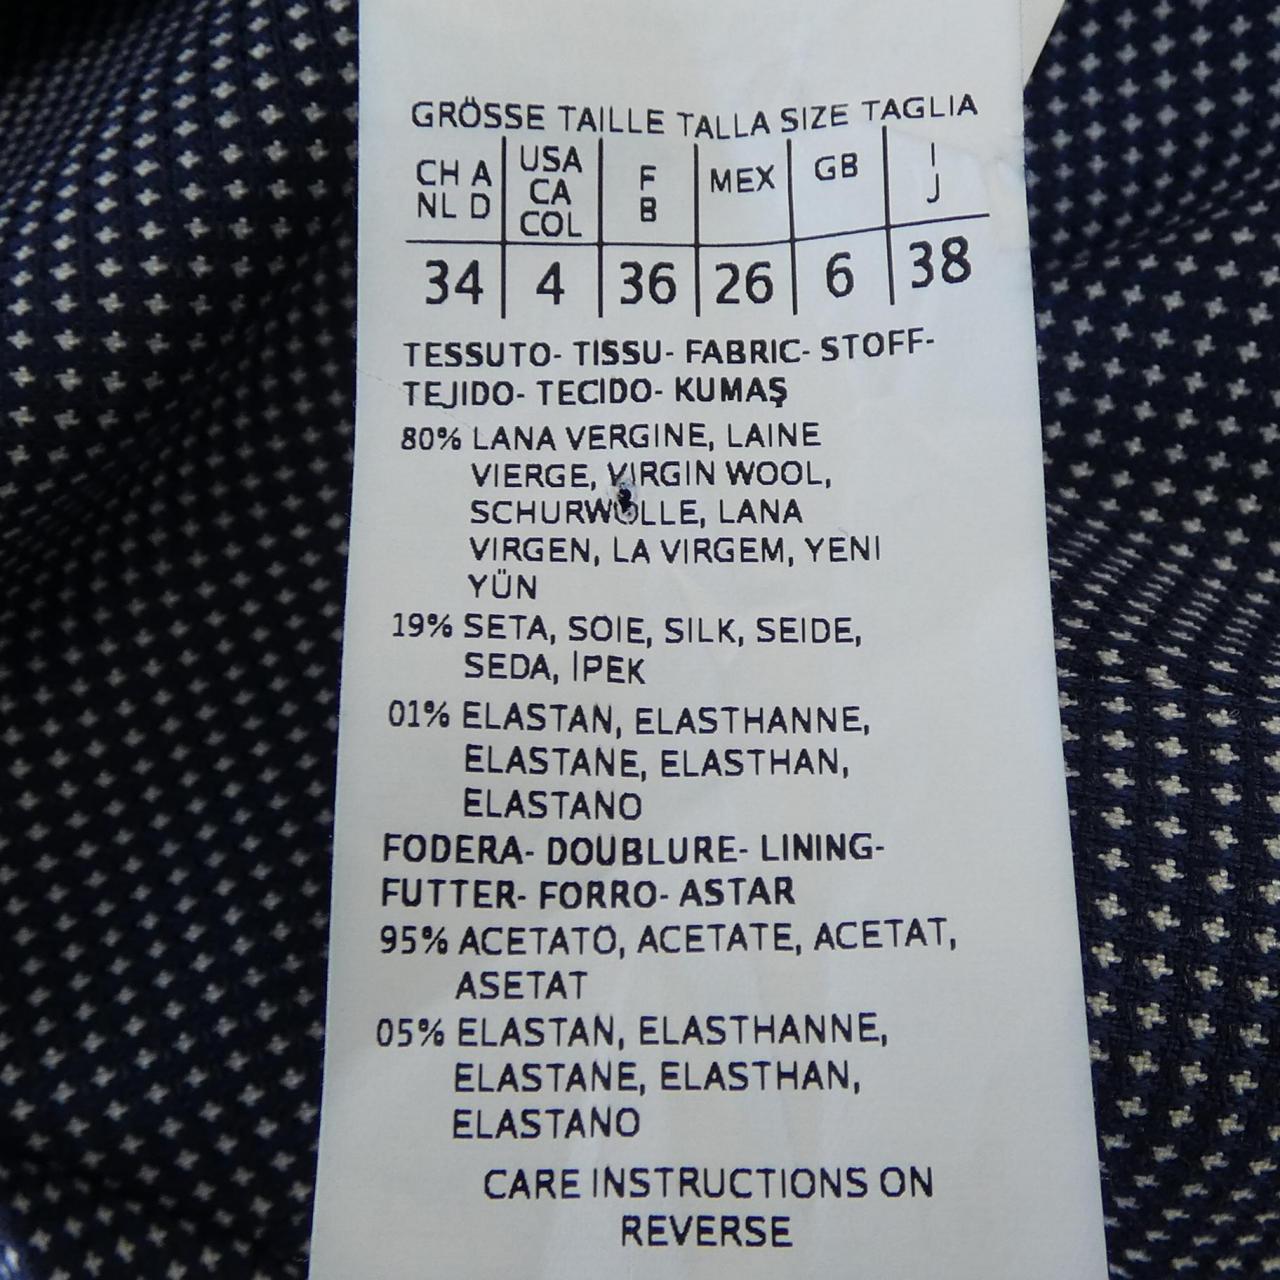 GRÖSSE TAILLE TALLA SIZE TAGLIA
CH A NL D | USA CA COL | F B | MEX | GB | I J
34 | 4 | 36 | 26 | 6 | 38
TESSUTO- TISSU- FABRIC- STOFF-
TEJIDO- TECIDO- KUMAŞ
80% LANA VERGINE, LAINE
VIERGE, VIRGIN WOOL,
SCHURWOLLE, LANA
VIRGEN, LA VIRGEM, YENI
YÜN
19% SETA, SOIE, SILK, SEIDE,
SEDA, İPEK
01% ELASTAN, ELASTHANNE,
ELASTANE, ELASTHAN,
ELASTANO
FODERA- DOUBLURE- LINING-
FUTTER- FORRO- ASTAR
95% ACETATO, ACETATE, ACETAT,
ASETAT
05% ELASTAN, ELASTHANNE,
ELASTANE, ELASTHAN,
ELASTANO
CARE INSTRUCTIONS ON
REVERSE